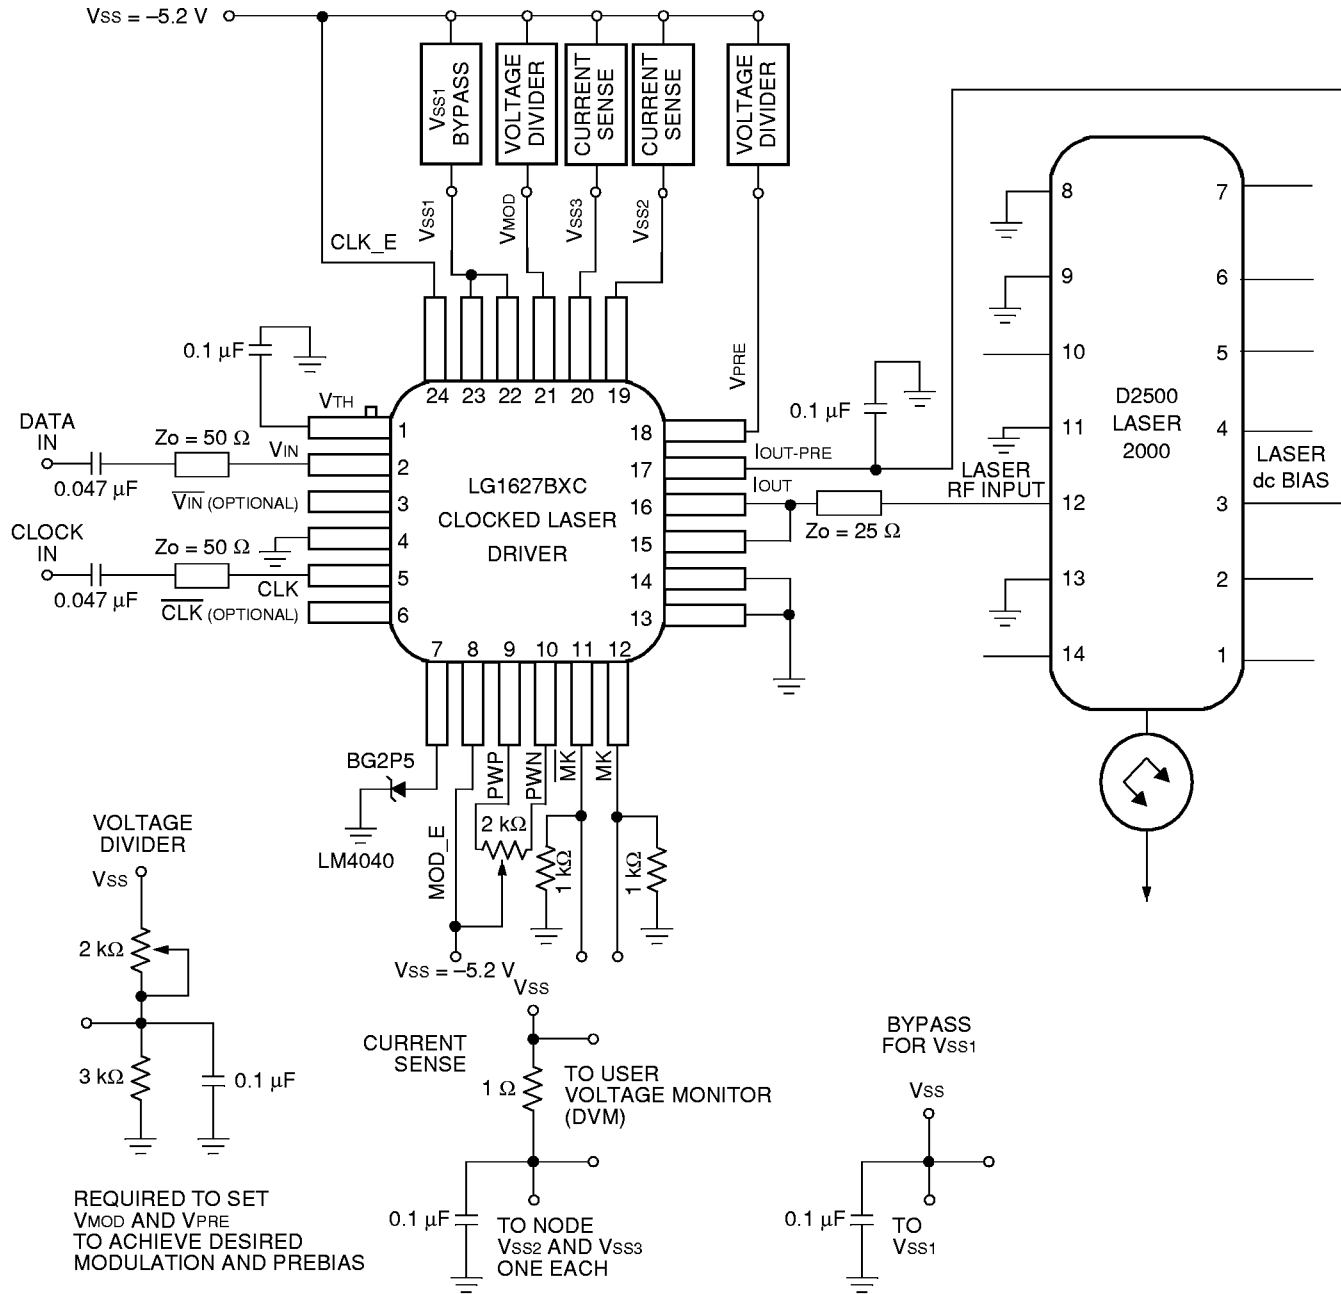 VSS = –5.2 V
VSS1
BYPASS
VOLTAGE
DIVIDER
CURRENT
SENSE
CURRENT
SENSE
VOLTAGE
DIVIDER
VSS1
VMOD
VSS3
VSS2
CLK_E
VPRE
0.1 µF
VTH
24 23 22 21 20 19
DATA
IN
Zo = 50 Ω
VIN
0.047 µF
VIN (OPTIONAL)
CLOCK
IN
Zo = 50 Ω
CLK
0.047 µF
CLK (OPTIONAL)
1
2
3
4
5
6
LG1627BXC
CLOCKED LASER
DRIVER
18
17
16
15
14
13
7 8 9 10 11 12
0.1 µF
IOUT-PRE
IOUT
Zo = 25 Ω
LASER
RF INPUT
8
9
10
11
12
13
14
D2500
LASER
2000
7
6
5
4
3
2
1
LASER
dc BIAS
BG2P5
LM4040
MOD_E
PWP
PWN
MK
MK
2 kΩ
1 kΩ
1 kΩ
VSS = –5.2 V
VOLTAGE
DIVIDER
VSS
2 kΩ
3 kΩ
0.1 µF
REQUIRED TO SET
VMOD AND VPRE
TO ACHIEVE DESIRED
MODULATION AND PREBIAS
VSS
CURRENT
SENSE
1 Ω
TO USER
VOLTAGE MONITOR
(DVM)
0.1 µF
TO NODE
VSS2 AND VSS3
ONE EACH
BYPASS
FOR VSS1
VSS
0.1 µF
TO
VSS1